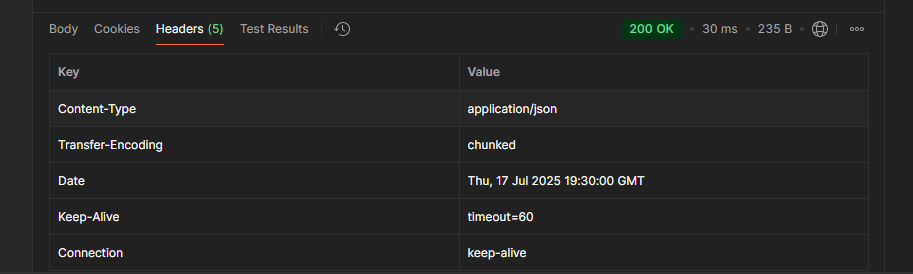 Body Cookies Headers (5) Test Results 200 OK • 30 ms • 235 B
Key Value
Content-Type application/json
Transfer-Encoding chunked
Date Thu, 17 Jul 2025 19:30:00 GMT
Keep-Alive timeout=60
Connection keep-alive